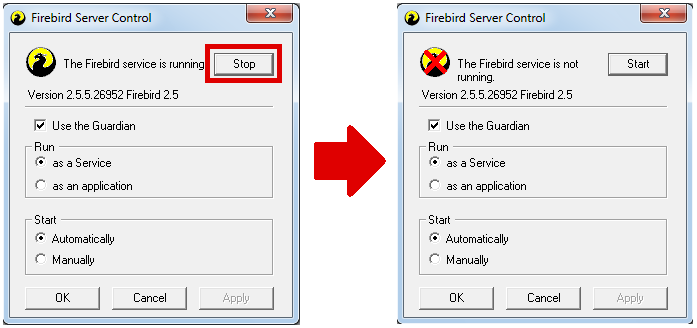 Firebird Server Control
The Firebird service is running.
Stop
Version 2.5.5.26952 Firebird 2.5
Use the Guardian
Run
as a Service
as an application
Start
Automatically
Manually
OK
Cancel
Apply
Firebird Server Control
The Firebird service is not
running.
Start
Version 2.5.5.26952 Firebird 2.5
Use the Guardian
Run
as a Service
as an application
Start
Automatically
Manually
OK
Cancel
Apply